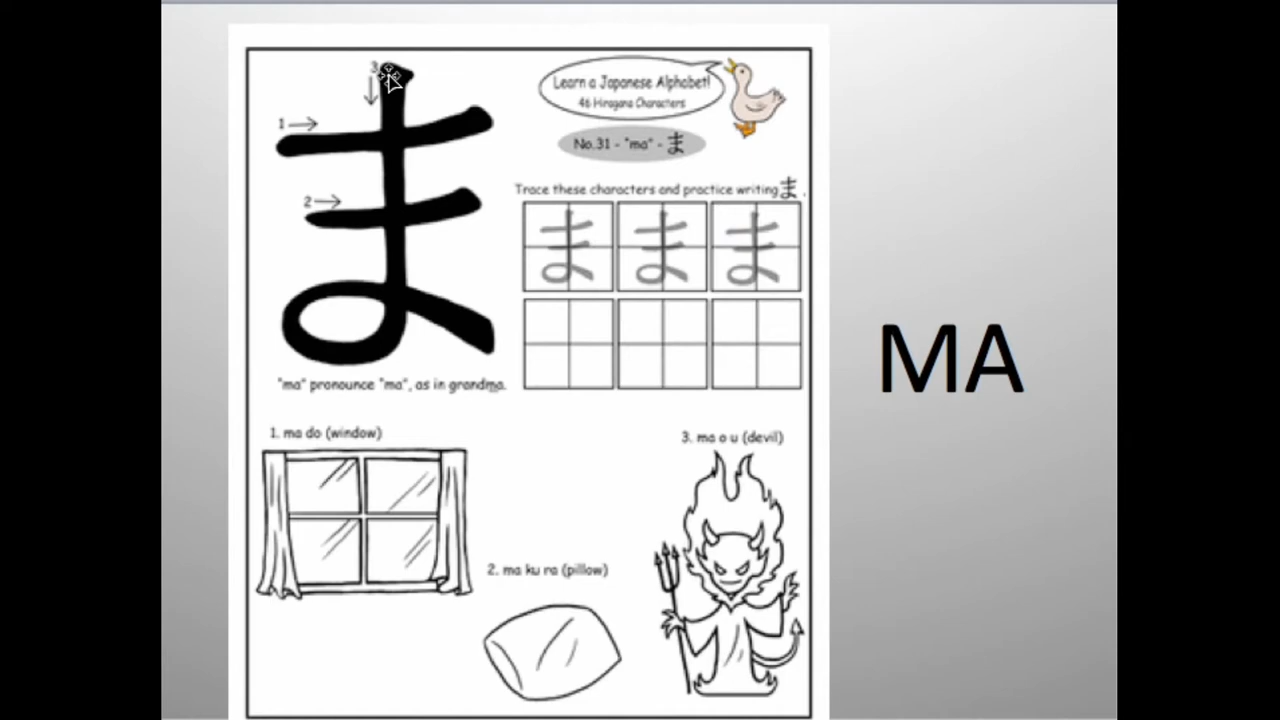 3
1
2
Learn a Japanese Alphabet!
46 Hiragana Characters
No.31 - "ma" - ま
Trace these characters and practice writing ま .
ま ま ま
ま
"ma" pronounce "ma", as in grandma.
MA
1. ma do (window)
2. ma ku ra (pillow)
3. ma o u (devil)